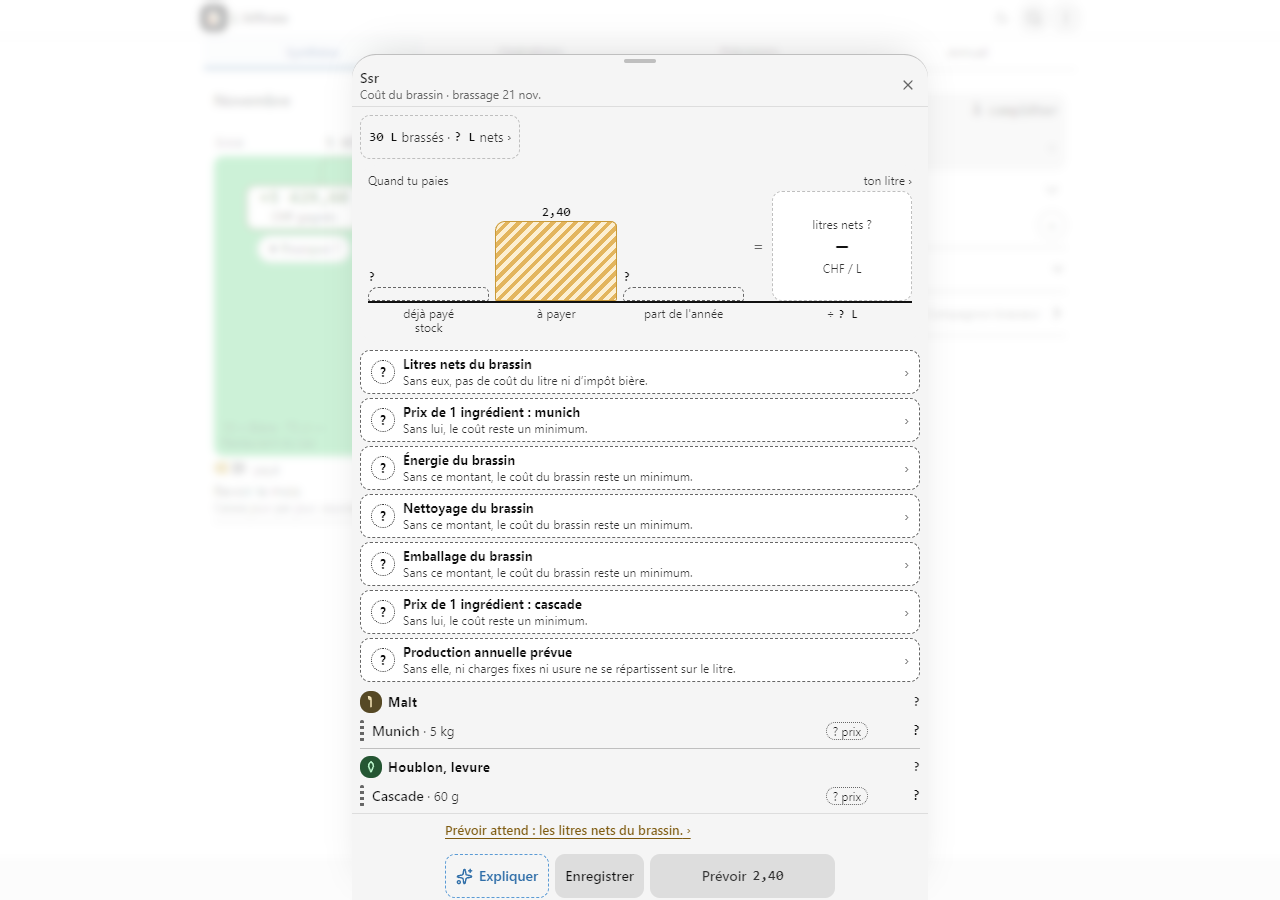 Ssr
Coût du brassin · brassage 21 nov.
30 L brassés · ? L nets ›
Quand tu paies
ton litre ›
2,40
litres nets ?
=
—
CHF / L
?
?
déjà payé
stock
à payer
part de l'année
÷ ? L
? Litres nets du brassin ›
Sans eux, pas de coût du litre ni d'impôt bière.
? Prix de 1 ingrédient : munich ›
Sans lui, le coût reste un minimum.
? Énergie du brassin ›
Sans ce montant, le coût du brassin reste un minimum.
? Nettoyage du brassin ›
Sans ce montant, le coût du brassin reste un minimum.
? Emballage du brassin ›
Sans ce montant, le coût du brassin reste un minimum.
? Prix de 1 ingrédient : cascade ›
Sans lui, le coût reste un minimum.
? Production annuelle prévue ›
Sans elle, ni charges fixes ni usure ne se répartissent sur le litre.
Malt ?
Munich · 5 kg ? prix ?
Houblon, levure ?
Cascade · 60 g ? prix ?
Prévoir attend : les litres nets du brassin. ›
Expliquer
Enregistrer
Prévoir 2,40
Novembre